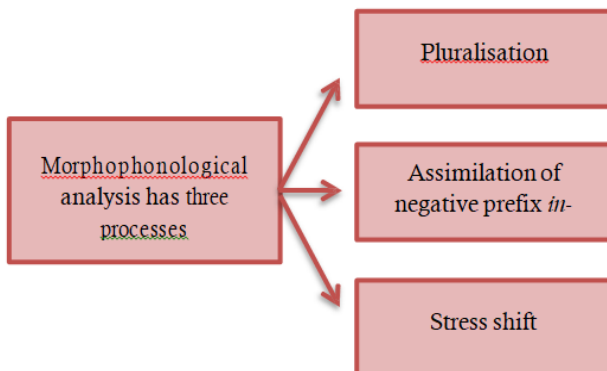 Morphophonological
analysis has three
processes
Pluralisation
Assimilation of
negative prefix in-
Stress shift